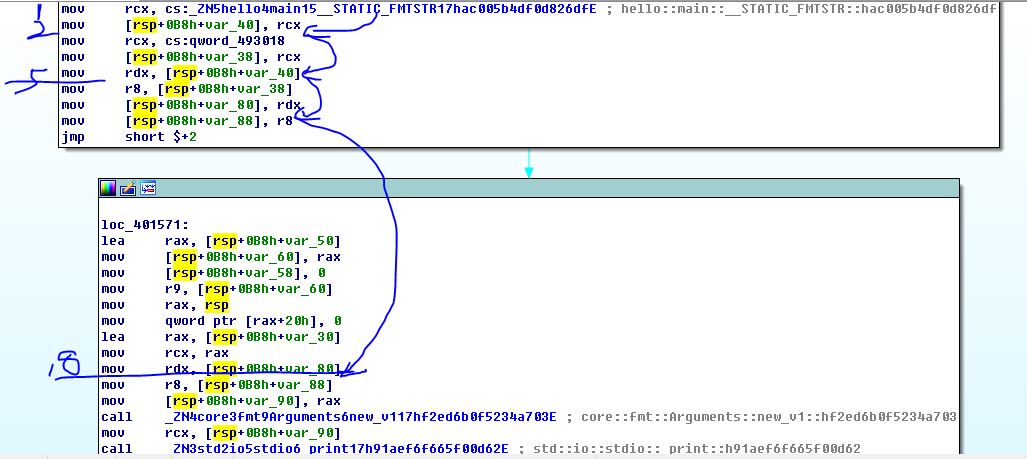 mov rcx, cs:_ZN5hello4main15__STATIC_FMTSTR17hac005b4df0d826dfE ; hello::main::__STATIC_FMTSTR::hac005b4df0d826df
1 mov [rsp+0B8h+var_40], rcx
mov rcx, cs:qword_493018
mov [rsp+0B8h+var_38], rcx
5 mov rdx, [rsp+0B8h+var_40]
mov r8, [rsp+0B8h+var_38]
mov [rsp+0B8h+var_80], rdx
mov [rsp+0B8h+var_88], r8
jmp short $+2
loc_401571:
lea rax, [rsp+0B8h+var_50]
mov [rsp+0B8h+var_60], rax
mov [rsp+0B8h+var_58], 0
mov r9, [rsp+0B8h+var_60]
mov rax, rsp
mov qword ptr [rax+20h], 0
lea rax, [rsp+0B8h+var_30]
mov rcx, rax
18 mov rdx, [rsp+0B8h+var_80]
mov r8, [rsp+0B8h+var_88]
mov [rsp+0B8h+var_90], rax
call _ZN4core3fmt9Arguments6new_v117hf2ed6b0f5234a703E ; core::fmt::Arguments::new_v1::hf2ed6b0f5234a703
mov rcx, [rsp+0B8h+var_90]
call _ZN3std2io5stdio6_print17h91aef6f665f00d62E ; std::io::stdio::_print::h91aef6f665f00d62